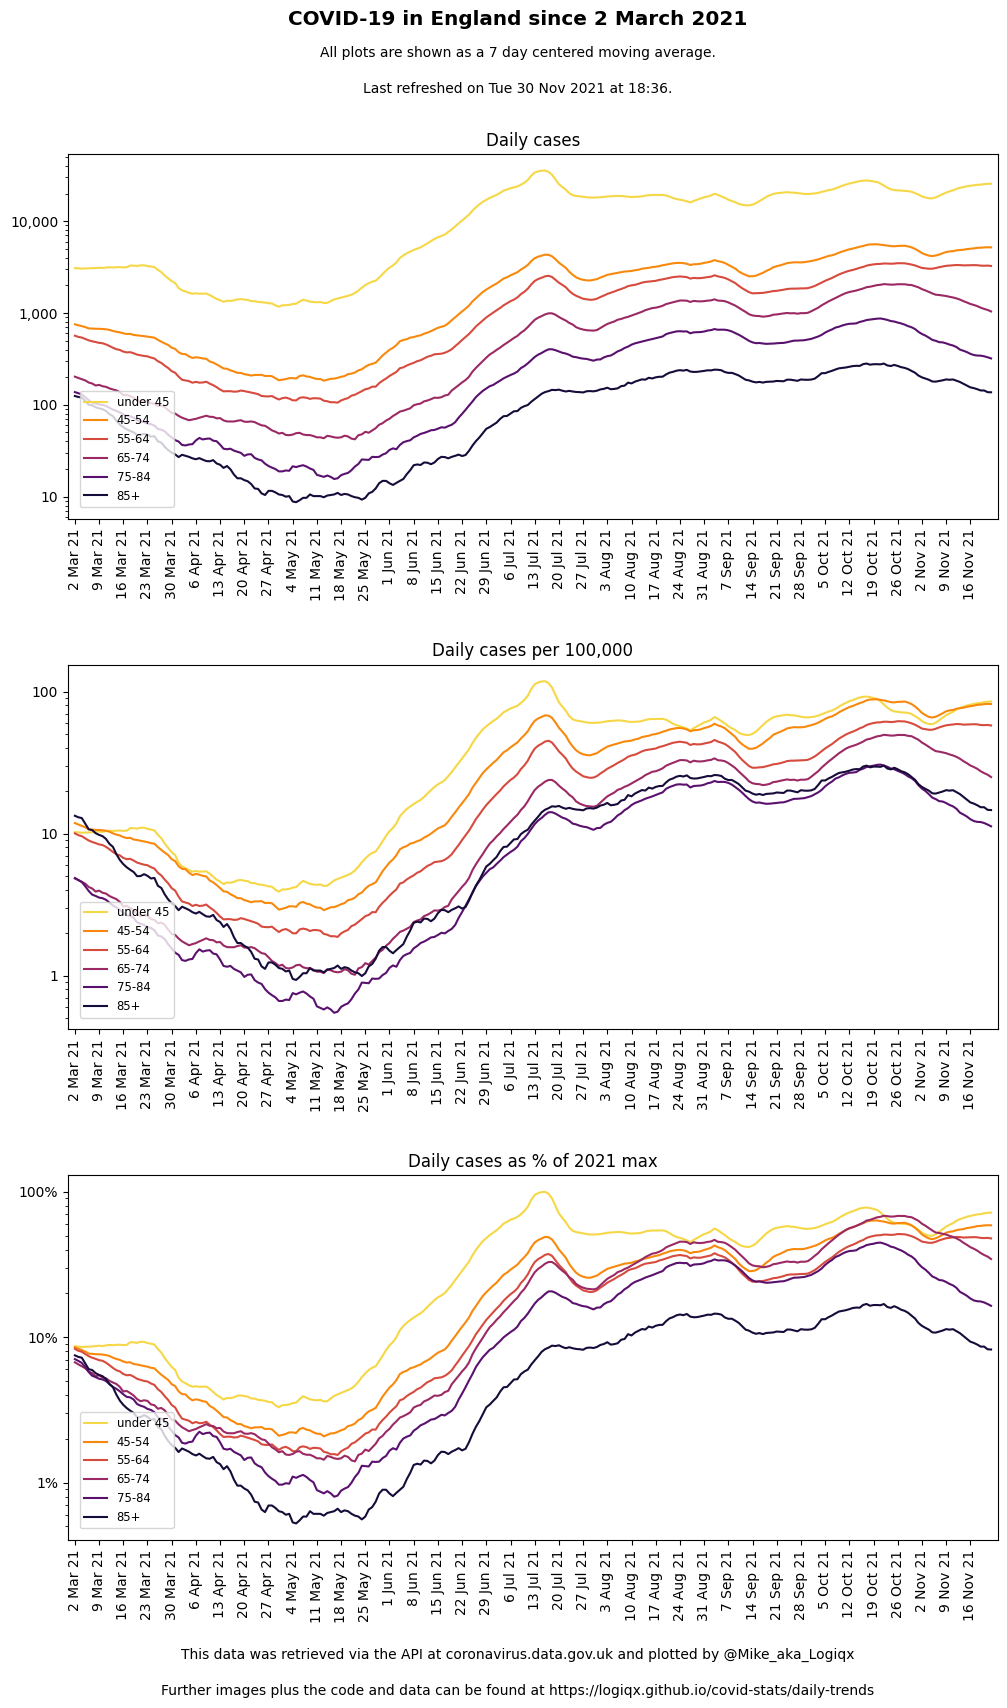 COVID-19 in England since 2 March 2021
All plots are shown as a 7 day centered moving average.
Last refreshed on Tue 30 Nov 2021 at 18:36.
Daily cases
10,000
1,000
100
10
under 45
45-54
55-64
65-74
75-84
85+
2 Mar 21
9 Mar 21
16 Mar 21
23 Mar 21
30 Mar 21
6 Apr 21
13 Apr 21
20 Apr 21
27 Apr 21
4 May 21
11 May 21
18 May 21
25 May 21
1 Jun 21
8 Jun 21
15 Jun 21
22 Jun 21
29 Jun 21
6 Jul 21
13 Jul 21
20 Jul 21
27 Jul 21
3 Aug 21
10 Aug 21
17 Aug 21
24 Aug 21
31 Aug 21
7 Sep 21
14 Sep 21
21 Sep 21
28 Sep 21
5 Oct 21
12 Oct 21
19 Oct 21
26 Oct 21
2 Nov 21
9 Nov 21
16 Nov 21
Daily cases per 100,000
100
10
1
under 45
45-54
55-64
65-74
75-84
85+
2 Mar 21
9 Mar 21
16 Mar 21
23 Mar 21
30 Mar 21
6 Apr 21
13 Apr 21
20 Apr 21
27 Apr 21
4 May 21
11 May 21
18 May 21
25 May 21
1 Jun 21
8 Jun 21
15 Jun 21
22 Jun 21
29 Jun 21
6 Jul 21
13 Jul 21
20 Jul 21
27 Jul 21
3 Aug 21
10 Aug 21
17 Aug 21
24 Aug 21
31 Aug 21
7 Sep 21
14 Sep 21
21 Sep 21
28 Sep 21
5 Oct 21
12 Oct 21
19 Oct 21
26 Oct 21
2 Nov 21
9 Nov 21
16 Nov 21
Daily cases as % of 2021 max
100%
10%
1%
under 45
45-54
55-64
65-74
75-84
85+
2 Mar 21
9 Mar 21
16 Mar 21
23 Mar 21
30 Mar 21
6 Apr 21
13 Apr 21
20 Apr 21
27 Apr 21
4 May 21
11 May 21
18 May 21
25 May 21
1 Jun 21
8 Jun 21
15 Jun 21
22 Jun 21
29 Jun 21
6 Jul 21
13 Jul 21
20 Jul 21
27 Jul 21
3 Aug 21
10 Aug 21
17 Aug 21
24 Aug 21
31 Aug 21
7 Sep 21
14 Sep 21
21 Sep 21
28 Sep 21
5 Oct 21
12 Oct 21
19 Oct 21
26 Oct 21
2 Nov 21
9 Nov 21
16 Nov 21
This data was retrieved via the API at coronavirus.data.gov.uk and plotted by @Mike_aka_Logiqx
Further images plus the code and data can be found at https://logiqx.github.io/covid-stats/daily-trends